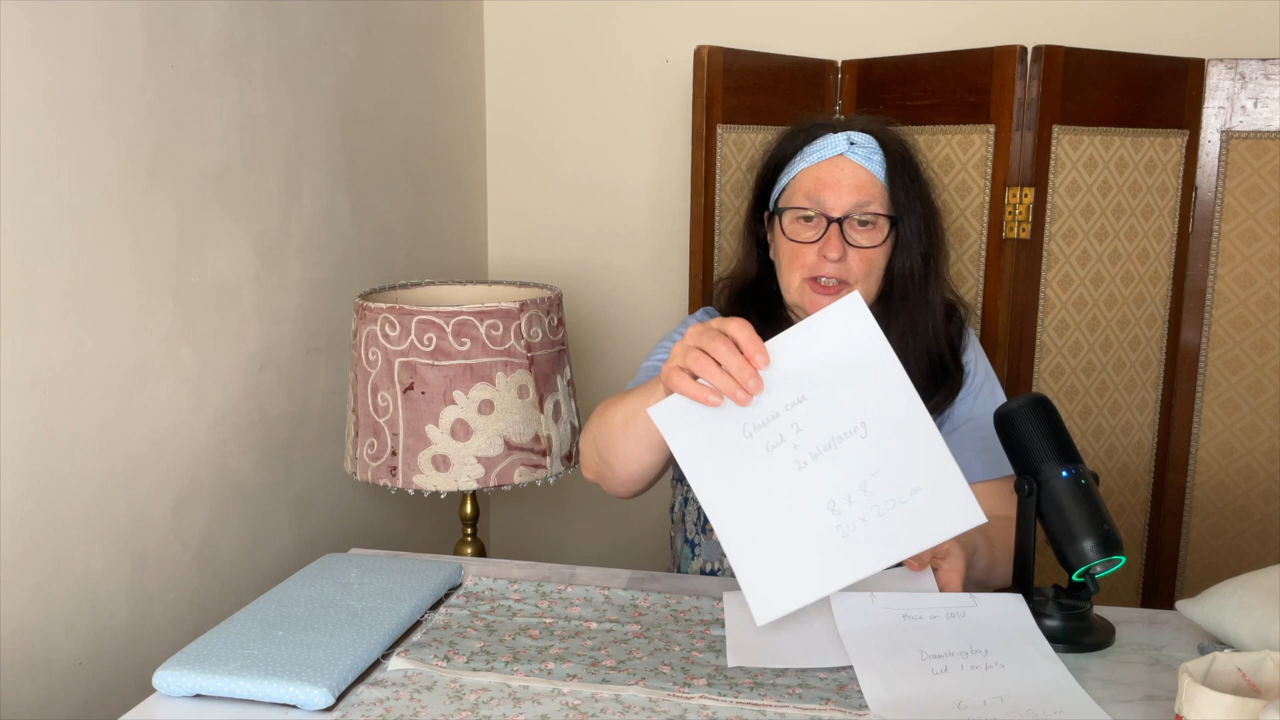 Glasses case
Cut 2
+
2x Interfacing
8 x 8"
20 x 20cm
Place on fold
Drawstring bag
cut 1 on fold